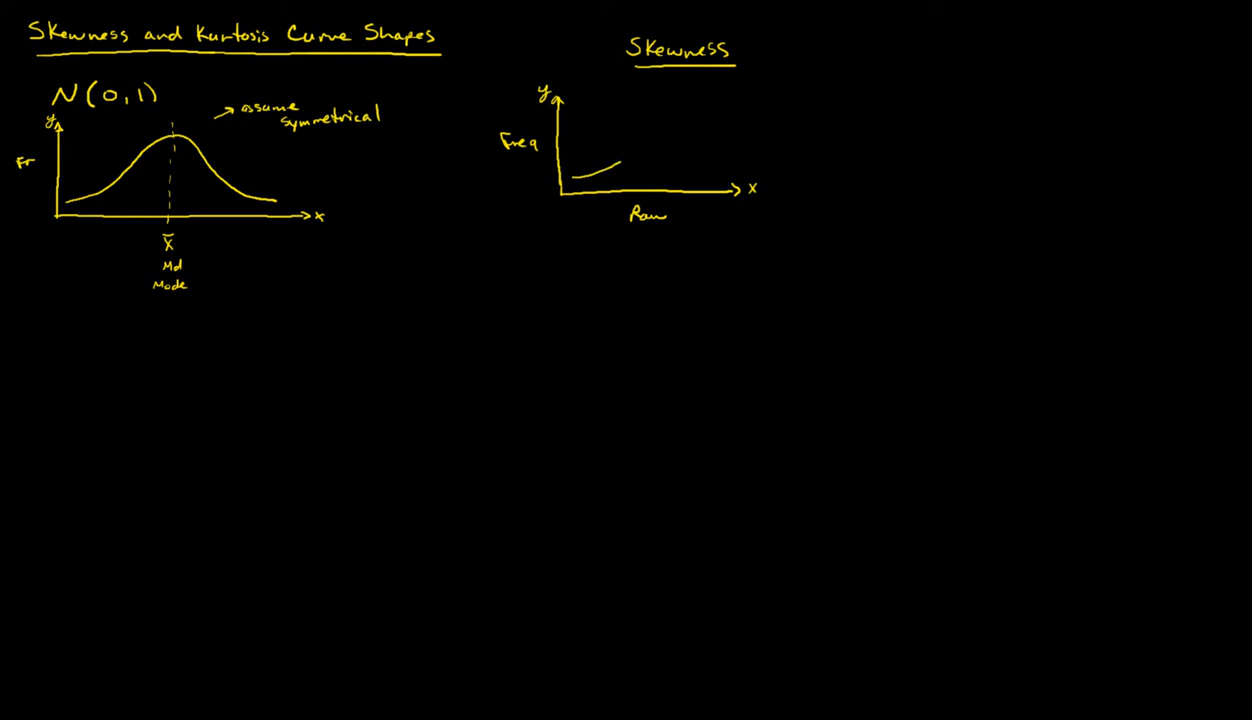 Skewness and Kurtosis Curve Shapes
N(0,1)
assume
symmetrical
y
Fr
x
x̄
Md
Mode
Skewness
y
Freq
x
Raw